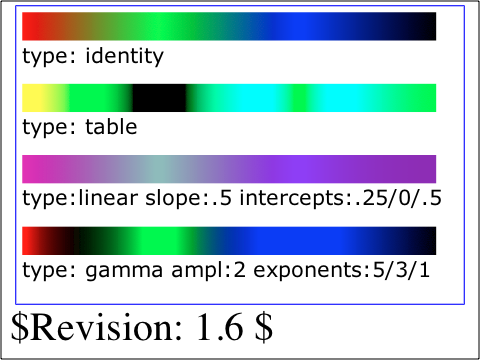 type: identity
type: table
type:linear slope:.5 intercepts:.25/0/.5
type: gamma ampl:2 exponents:5/3/1
$Revision: 1.6 $